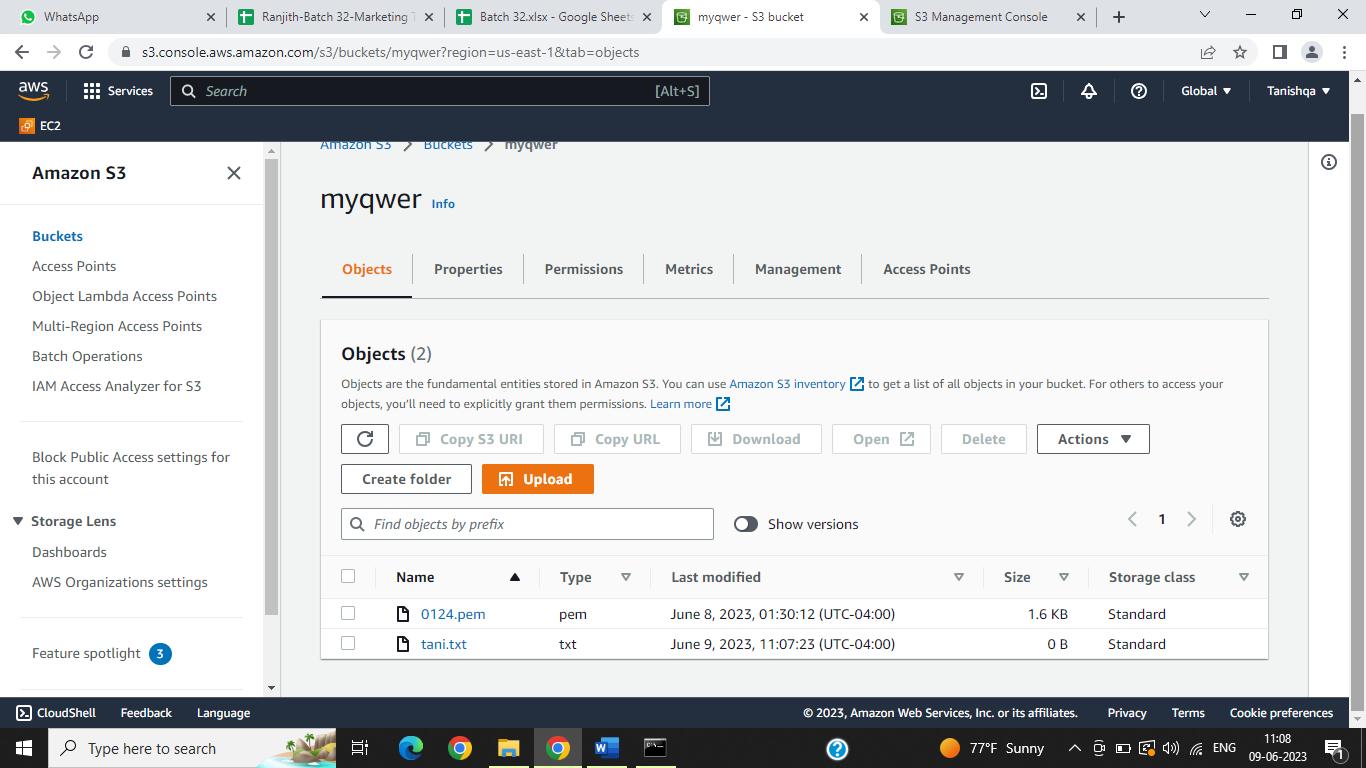 WhatsApp
Ranjith-Batch 32-Marketing T
Batch 32.xlsx - Google Sheets
myqwer - S3 bucket
S3 Management Console
s3.console.aws.amazon.com/s3/buckets/myqwer?region=us-east-1&tab=objects
aws
Services
Search
[Alt+S]
Global
Tanishqa
EC2
Amazon S3
Buckets
Access Points
Object Lambda Access Points
Multi-Region Access Points
Batch Operations
IAM Access Analyzer for S3
Block Public Access settings for
this account
Storage Lens
Dashboards
AWS Organizations settings
Feature spotlight 3
Amazon S3 > Buckets > myqwer
myqwer Info
Objects
Properties
Permissions
Metrics
Management
Access Points
Objects (2)
Objects are the fundamental entities stored in Amazon S3. You can use Amazon S3 inventory to get a list of all objects in your bucket. For others to access your
objects, you'll need to explicitly grant them permissions. Learn more
Copy S3 URI
Copy URL
Download
Open
Delete
Actions
Create folder
Upload
Find objects by prefix
Show versions
1
Name Type Last modified Size Storage class
0124.pem pem June 8, 2023, 01:30:12 (UTC-04:00) 1.6 KB Standard
tani.txt txt June 9, 2023, 11:07:23 (UTC-04:00) 0 B Standard
CloudShell Feedback Language
© 2023, Amazon Web Services, Inc. or its affiliates. Privacy Terms Cookie preferences
Type here to search
77°F Sunny
ENG
11:08
09-06-2023
1